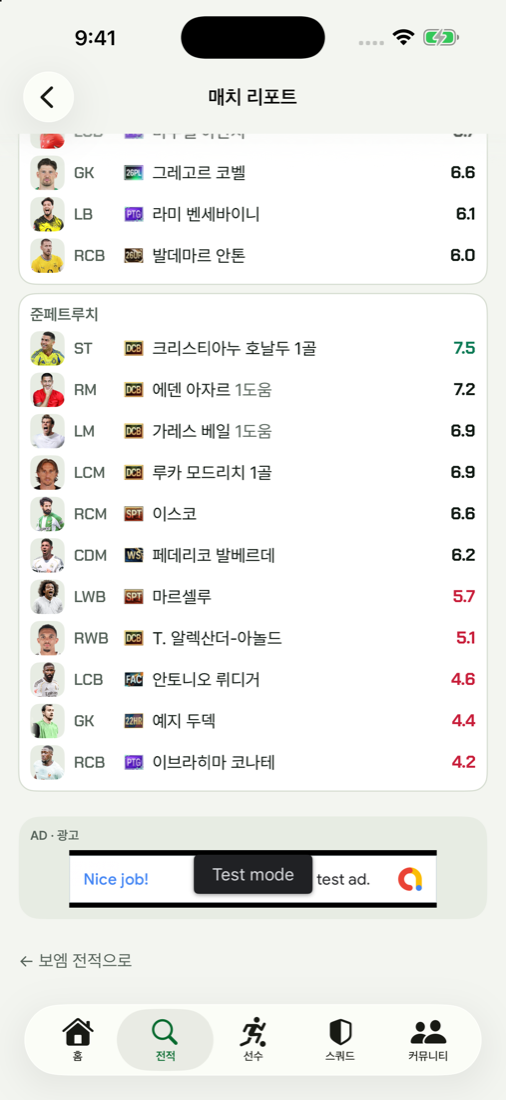 9:41
매치 리포트
GK 26PL 그레고르 코벨 6.6
LB PTG 라미 벤세바이니 6.1
RCB 발데마르 안톤 6.0
준페트루치
ST DCB 크리스티아누 호날두 1골 7.5
RM DCB 에덴 아자르 1도움 7.2
LM DCB 가레스 베일 1도움 6.9
LCM DCB 루카 모드리치 1골 6.9
RCM SPT 이스코 6.6
CDM WS 페데리코 발베르데 6.2
LWB SPT 마르셀루 5.7
RWB DCB T. 알렉산더-아놀드 5.1
LCB FAC 안토니오 뤼디거 4.6
GK 22HR 예지 두덱 4.4
RCB PTG 이브라히마 코나테 4.2
AD · 광고
Nice job! Test mode test ad.
← 보엠 전적으로
홈 전적 선수 스쿼드 커뮤니티